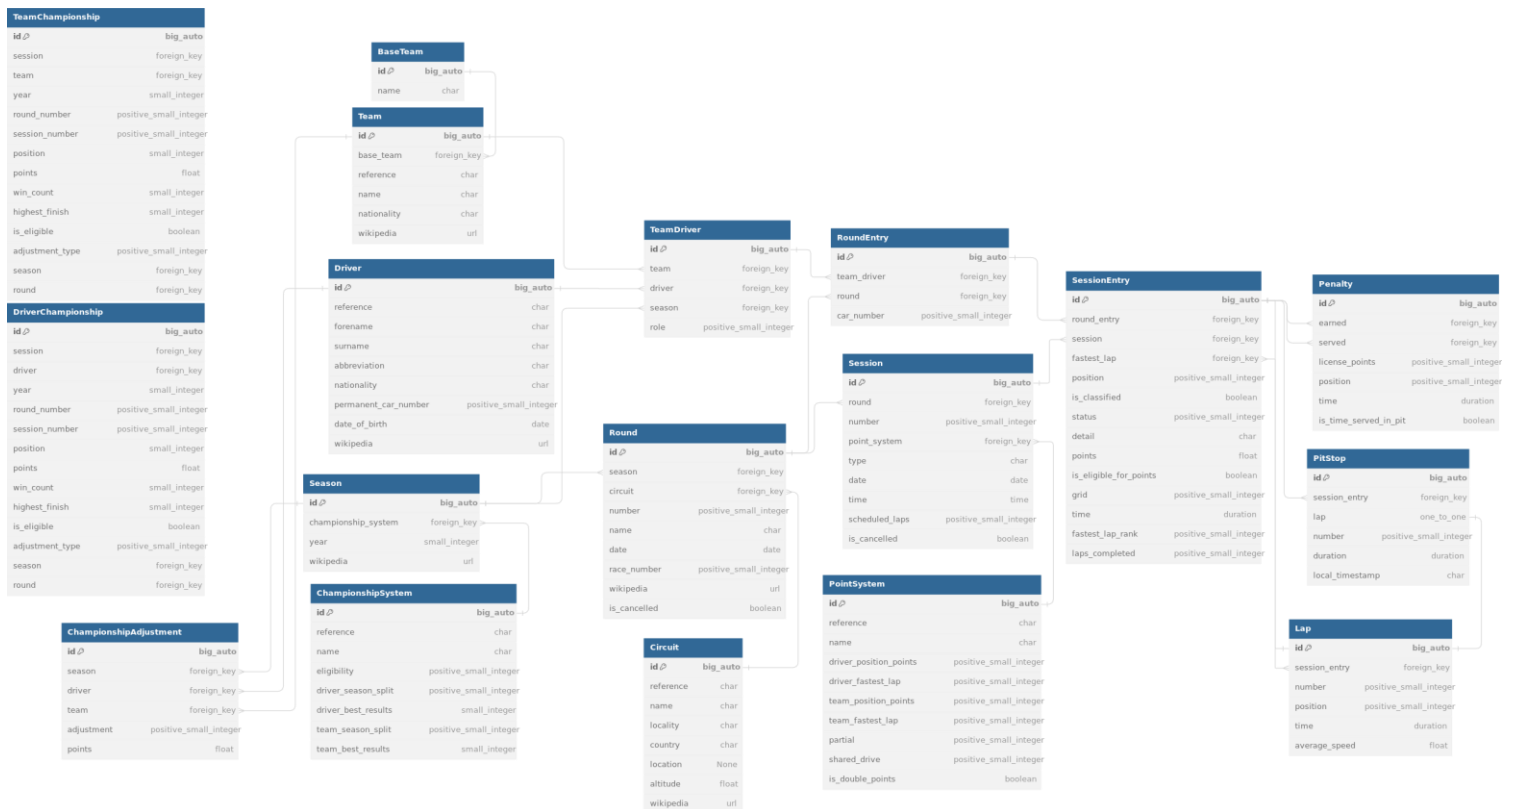 TeamChampionship
id big_auto
session foreign_key
team foreign_key
year small_integer
round_number positive_small_integer
session_number positive_small_integer
position small_integer
points float
win_count small_integer
highest_finish small_integer
is_eligible boolean
adjustment_type positive_small_integer
season foreign_key
round foreign_key
DriverChampionship
id big_auto
session foreign_key
driver foreign_key
year small_integer
round_number positive_small_integer
session_number positive_small_integer
position small_integer
points float
win_count small_integer
highest_finish small_integer
is_eligible boolean
adjustment_type positive_small_integer
season foreign_key
round foreign_key
ChampionshipAdjustment
id big_auto
season foreign_key
driver foreign_key
team foreign_key
adjustment positive_small_integer
points float
BaseTeam
id big_auto
name char
Team
id big_auto
base_team foreign_key
reference char
name char
nationality char
wikipedia url
Driver
id big_auto
reference char
forename char
surname char
abbreviation char
nationality char
permanent_car_number positive_small_integer
date_of_birth date
wikipedia url
Season
id big_auto
championship_system foreign_key
year small_integer
wikipedia url
ChampionshipSystem
id big_auto
reference char
name char
eligibility positive_small_integer
driver_season_split positive_small_integer
driver_best_results small_integer
team_season_split positive_small_integer
team_best_results small_integer
TeamDriver
id big_auto
team foreign_key
driver foreign_key
season foreign_key
role positive_small_integer
Round
id big_auto
season foreign_key
circuit foreign_key
number positive_small_integer
name char
date date
race_number positive_small_integer
wikipedia url
is_cancelled boolean
Circuit
id big_auto
reference char
name char
locality char
country char
location None
altitude float
wikipedia url
RoundEntry
id big_auto
team_driver foreign_key
round foreign_key
car_number positive_small_integer
Session
id big_auto
round foreign_key
number positive_small_integer
point_system foreign_key
type char
date date
time time
scheduled_laps positive_small_integer
is_cancelled boolean
PointSystem
id big_auto
reference char
name char
driver_position_points positive_small_integer
driver_fastest_lap positive_small_integer
team_position_points positive_small_integer
team_fastest_lap positive_small_integer
partial positive_small_integer
shared_drive positive_small_integer
is_double_points boolean
SessionEntry
id big_auto
round_entry foreign_key
session foreign_key
fastest_lap foreign_key
position positive_small_integer
is_classified boolean
status positive_small_integer
detail char
points float
is_eligible_for_points boolean
grid positive_small_integer
time duration
fastest_lap_rank positive_small_integer
laps_completed positive_small_integer
Penalty
id big_auto
earned foreign_key
served foreign_key
license_points positive_small_integer
position positive_small_integer
time duration
is_time_served_in_pit boolean
PitStop
id big_auto
session_entry foreign_key
lap one_to_one
number positive_small_integer
duration duration
local_timestamp char
Lap
id big_auto
session_entry foreign_key
number positive_small_integer
position positive_small_integer
time duration
average_speed float